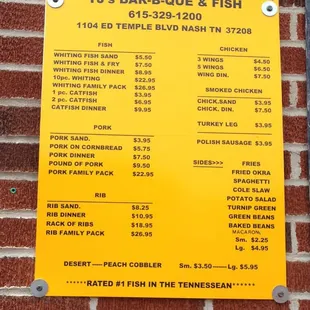 BAR-B-QUE & FISH
615-329-1200
1104 ED TEMPLE BLVD NASH TN 37208
FISH
WHITING FISH SAND $5.50
WHITING FISH & FRY $7.50
WHITING FISH DINNER $8.95
10pc. WHITING $22.95
WHITING FAMILY PACK $26.95
1 pc. CATFISH $3.95
2 pc. CATFISH $6.95
CATFISH DINNER $9.95
PORK
PORK SAND. $3.95
PORK ON CORNBREAD $5.75
PORK DINNER $7.50
POUND OF PORK $9.50
PORK FAMILY PACK $22.95
RIB
RIB SAND. $8.25
RIB DINNER $10.95
RACK OF RIBS $18.95
RIB FAMILY PACK $26.95
CHICKEN
3 WINGS $4.50
5 WINGS $6.50
WING DIN. $7.50
SMOKED CHICKEN
CHICK.SAND $3.95
CHICK. DIN. $7.50
TURKEY LEG $3.95
POLISH SAUSAGE $3.95
SIDES>>> FRIES
FRIED OKRA
SPAGHETTI
COLE SLAW
POTATO SALAD
TURNIP GREEN
GREEN BEANS
BAKED BEANS
MACARONI
Sm. $2.25
Lg. $4.95
DESERT----PEACH COBBLER Sm. $3.50----Lg. $5.95
******RATED #1 FISH IN THE TENNESSEAN******